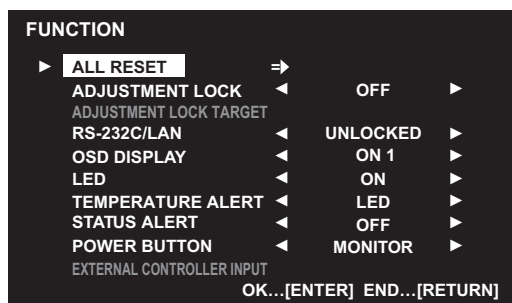 FUNCTION
ALL RESET
ADJUSTMENT LOCK OFF
ADJUSTMENT LOCK TARGET
RS-232C/LAN UNLOCKED
OSD DISPLAY ON 1
LED ON
TEMPERATURE ALERT LED
STATUS ALERT OFF
POWER BUTTON MONITOR
EXTERNAL CONTROLLER INPUT
OK...[ENTER] END...[RETURN]